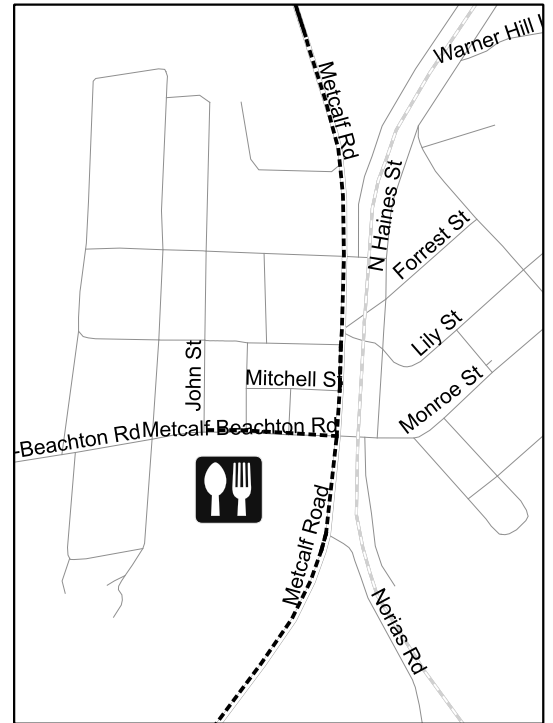 Warner Hill
Metcalf Rd
N Haines St
Forrest St
Lily St
John St
Mitchell St
Monroe St
-Beachton Rd
Metcalf Beachton Rd
Metcalf Road
Norias Rd